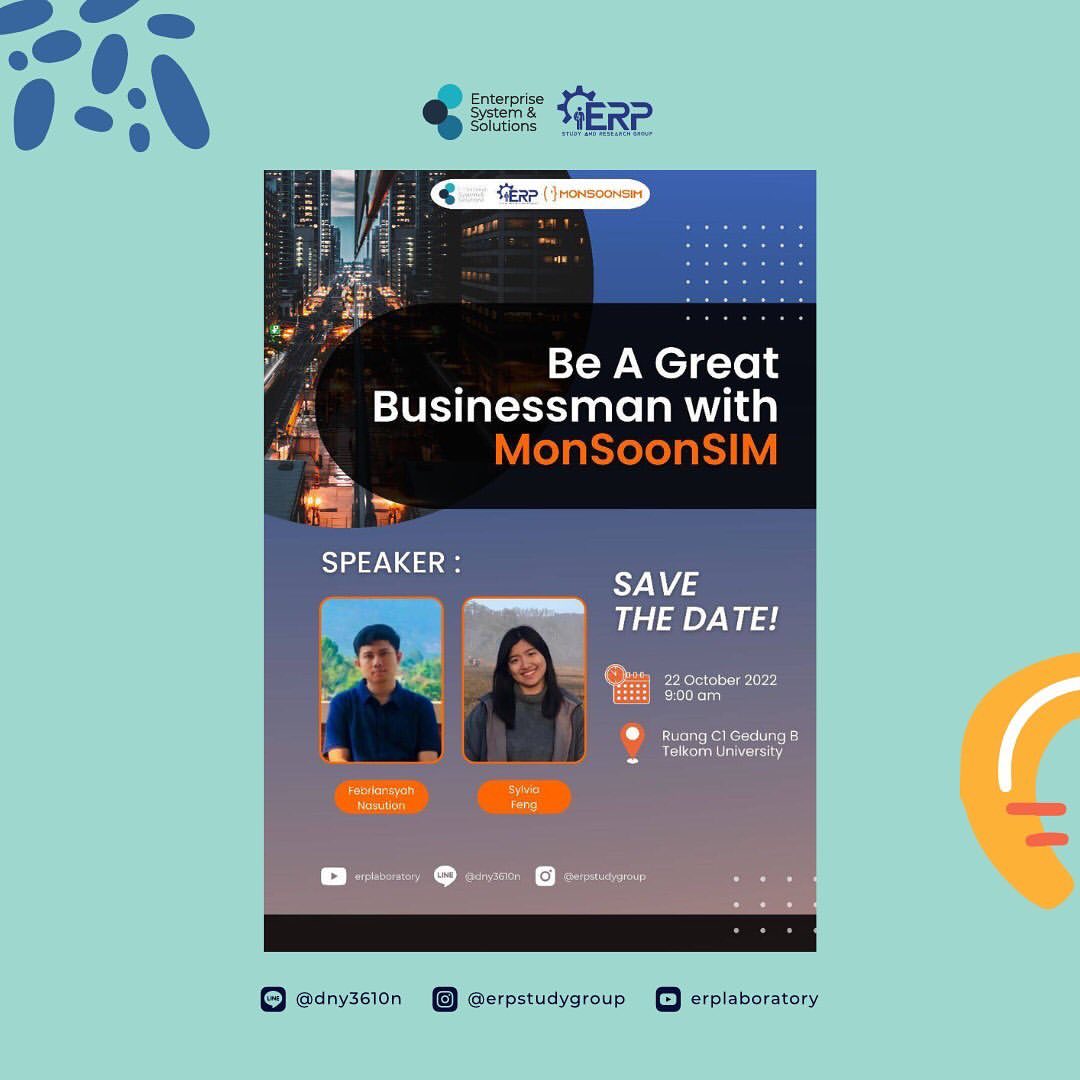 Enterprise
System &
Solutions
ERP
STUDY AND RESEARCH GROUP
ERP
MONSOONSIM
Be A Great
Businessman with
MonSoonSIM
SPEAKER :
SAVE
THE DATE!
22 October 2022
9:00 am
Ruang C1 Gedung B
Telkom University
Febriansyah
Nasution
Sylvia
Feng
erplaboratory
LINE
@dny3610n
@erpstudygroup
LINE
@dny3610n
@erpstudygroup
erplaboratory